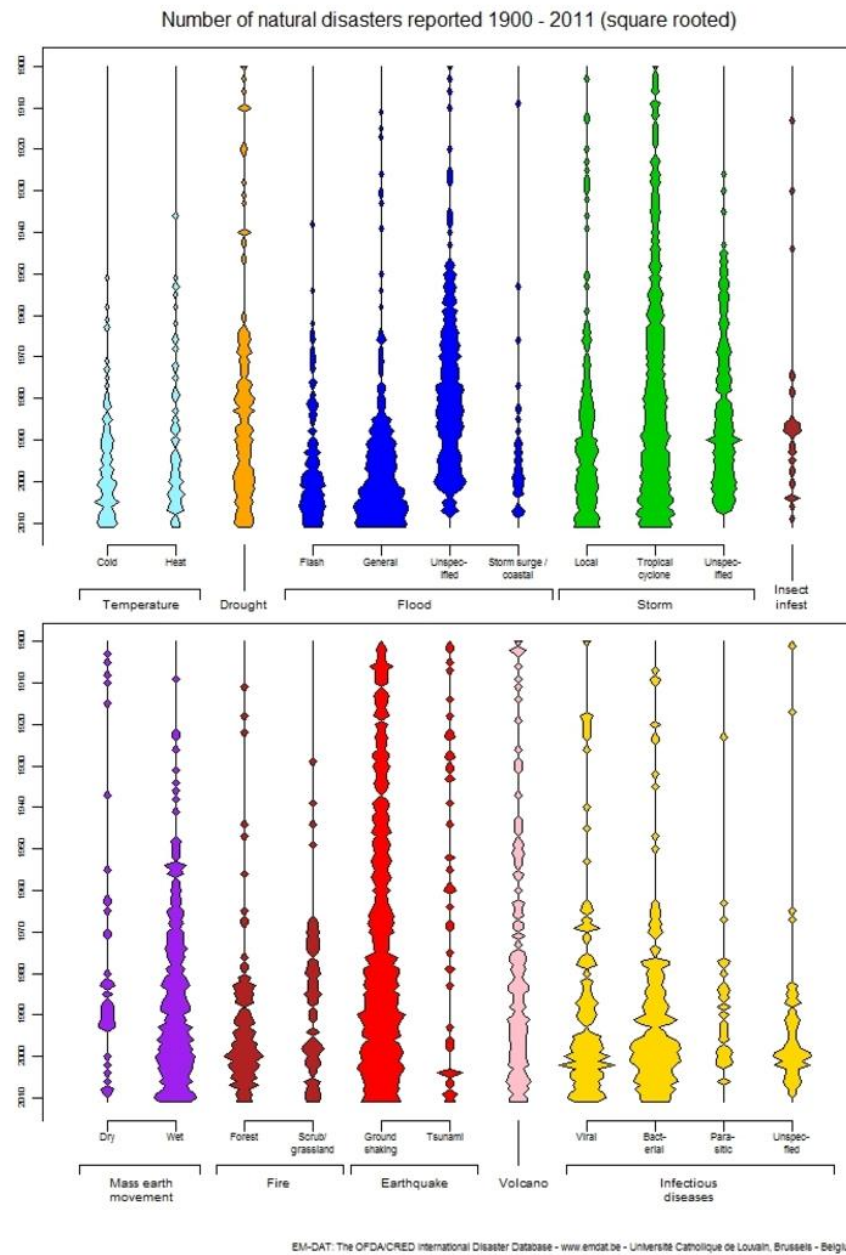 Number of natural disasters reported 1900 - 2011 (square rooted)
1900
1910
1920
1930
1940
1950
1960
1970
1980
1990
2000
2010
Cold
Heat
Flash
General
Unspec-
ified
Storm surge /
coastal
Local
Tropical
cyclone
Unspec-
ified
Temperature
Drought
Flood
Storm
Insect
infest
1900
1910
1920
1930
1940
1950
1960
1970
1980
1990
2000
2010
Dry
Wet
Forest
Scrub/
grassland
Ground
shaking
Tsunami
Viral
Bact-
erial
Para-
sitic
Unspec-
ified
Mass earth
movement
Fire
Earthquake
Volcano
Infectious
diseases
EM-DAT: The OFDA/CRED International Disaster Database - www.emdat.be - Université Catholique de Louvain, Brussels - Belgiu